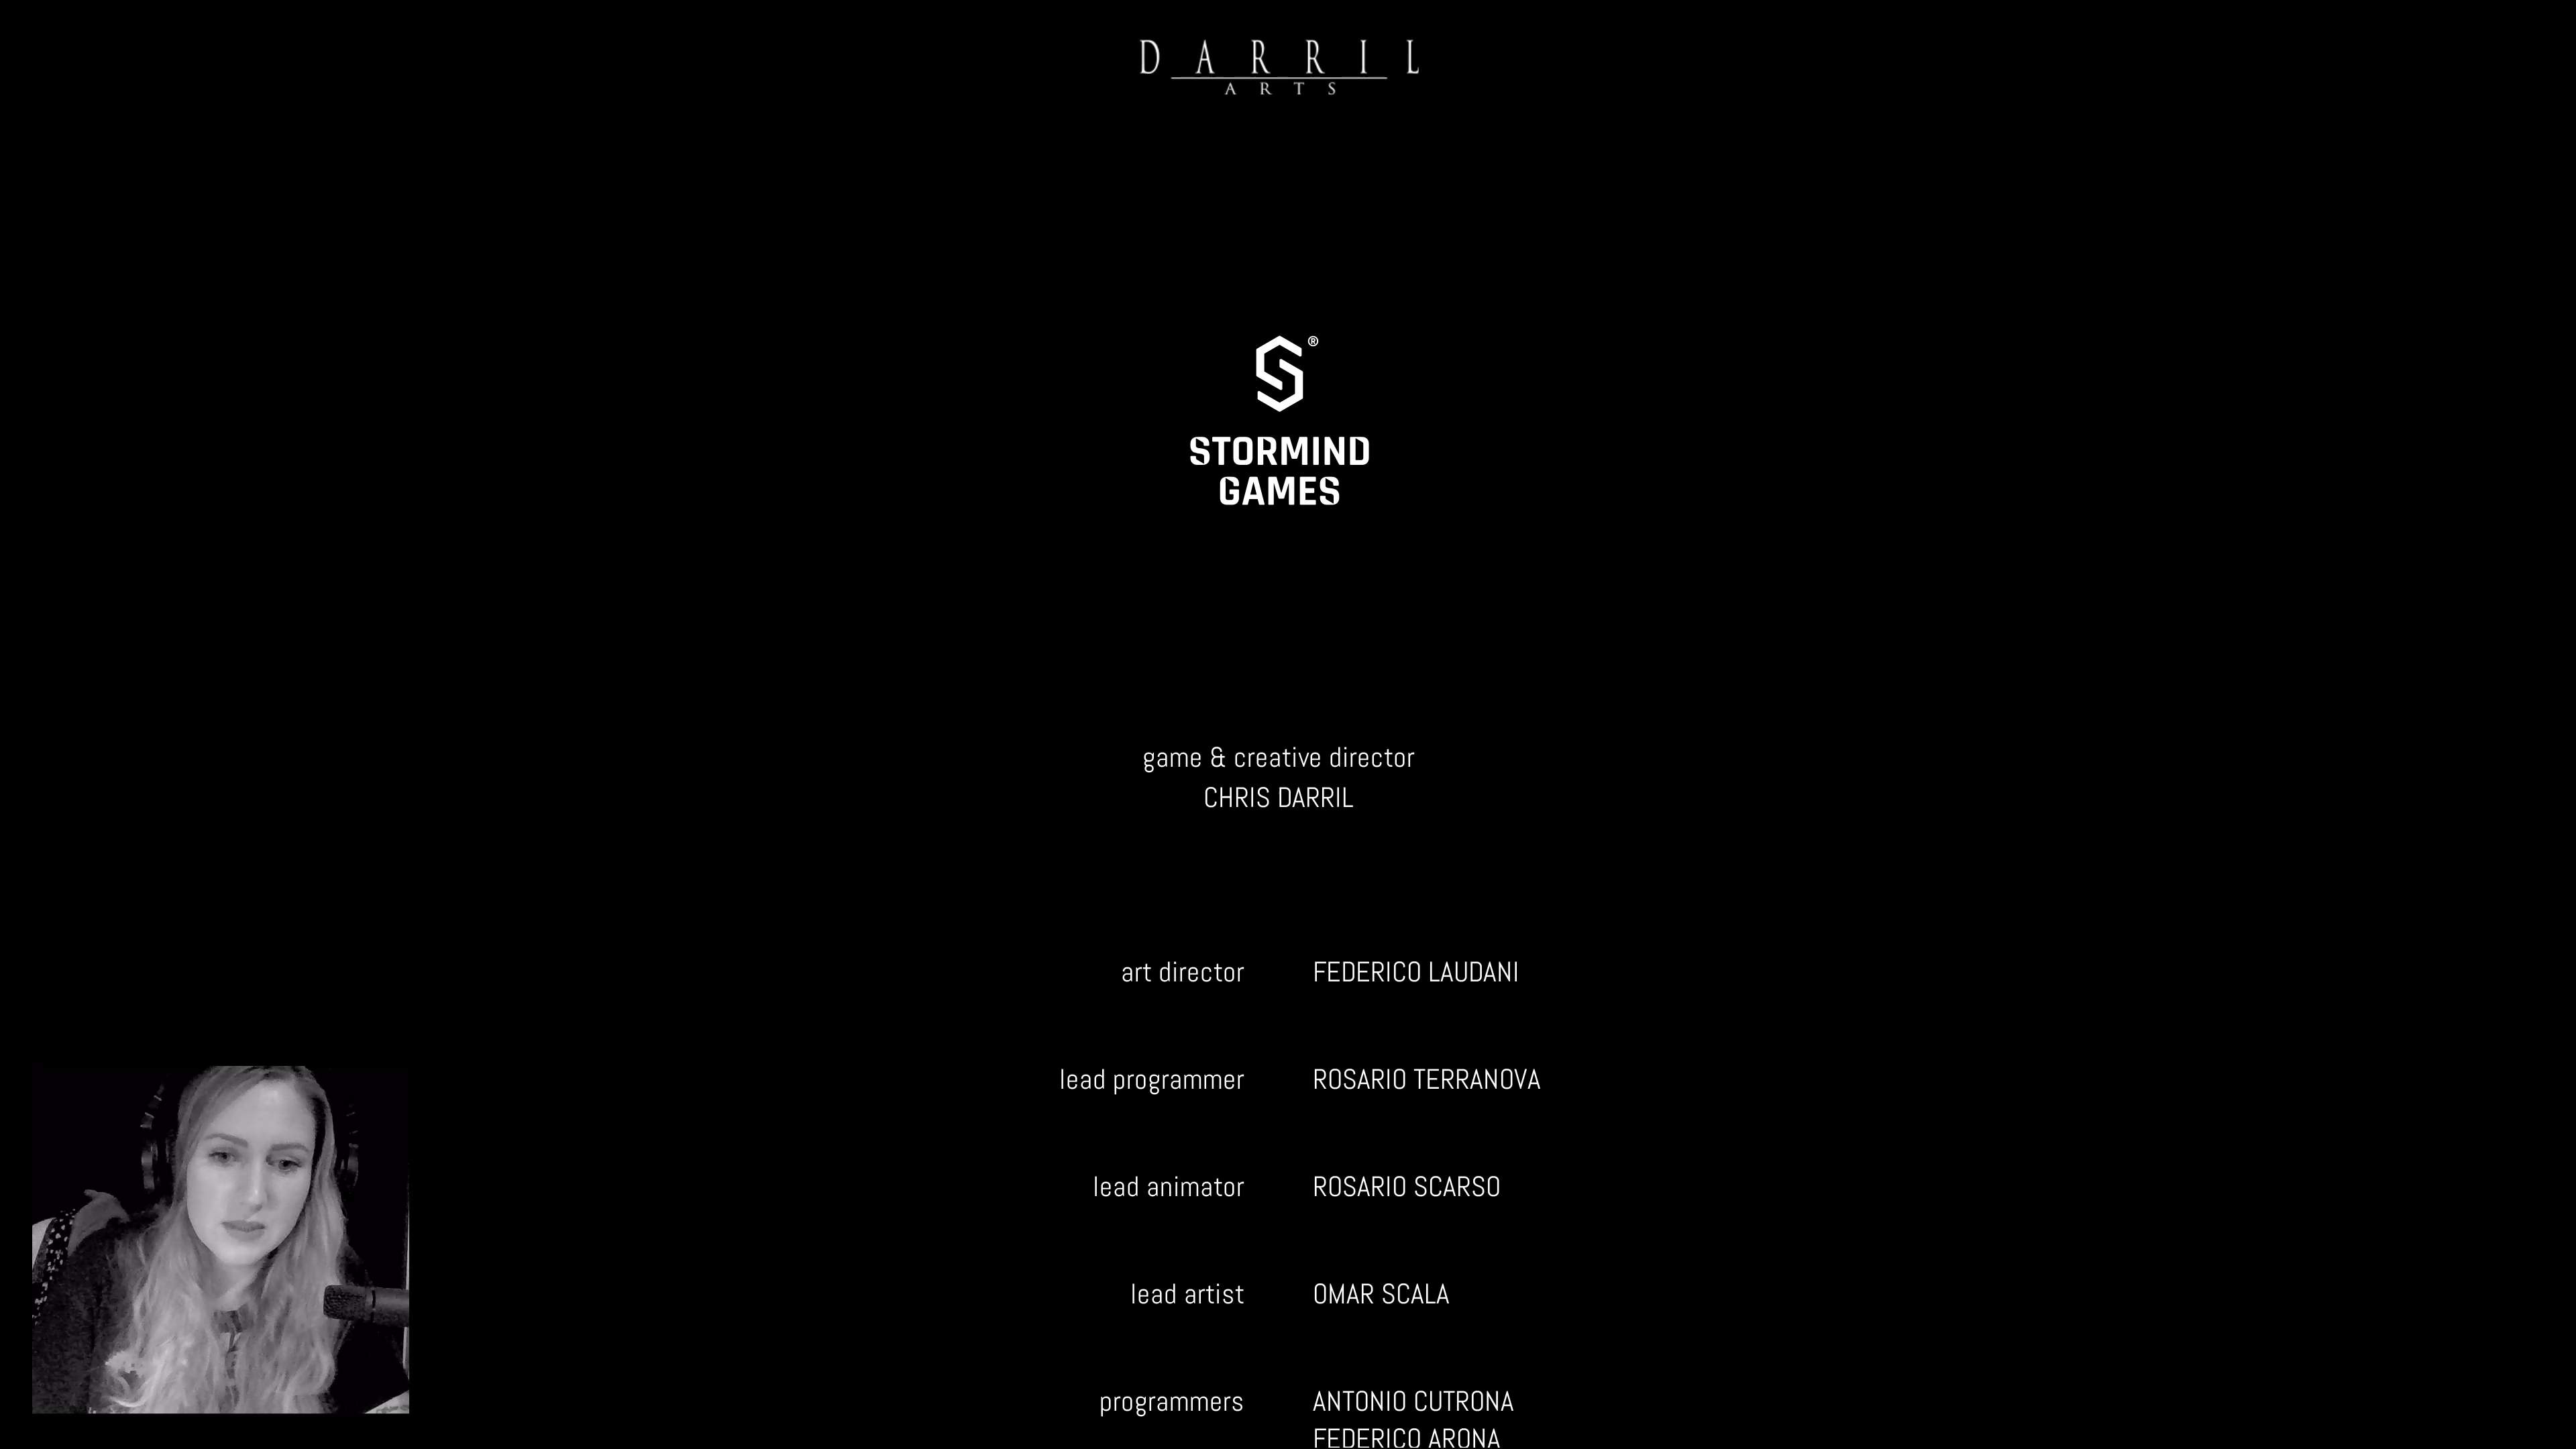 DARRIL
ARTS
®
STORMIND
GAMES
game & creative director
CHRIS DARRIL
art director FEDERICO LAUDANI
lead programmer ROSARIO TERRANOVA
lead animator ROSARIO SCARSO
lead artist OMAR SCALA
programmers ANTONIO CUTRONA
FEDERICO ARONA